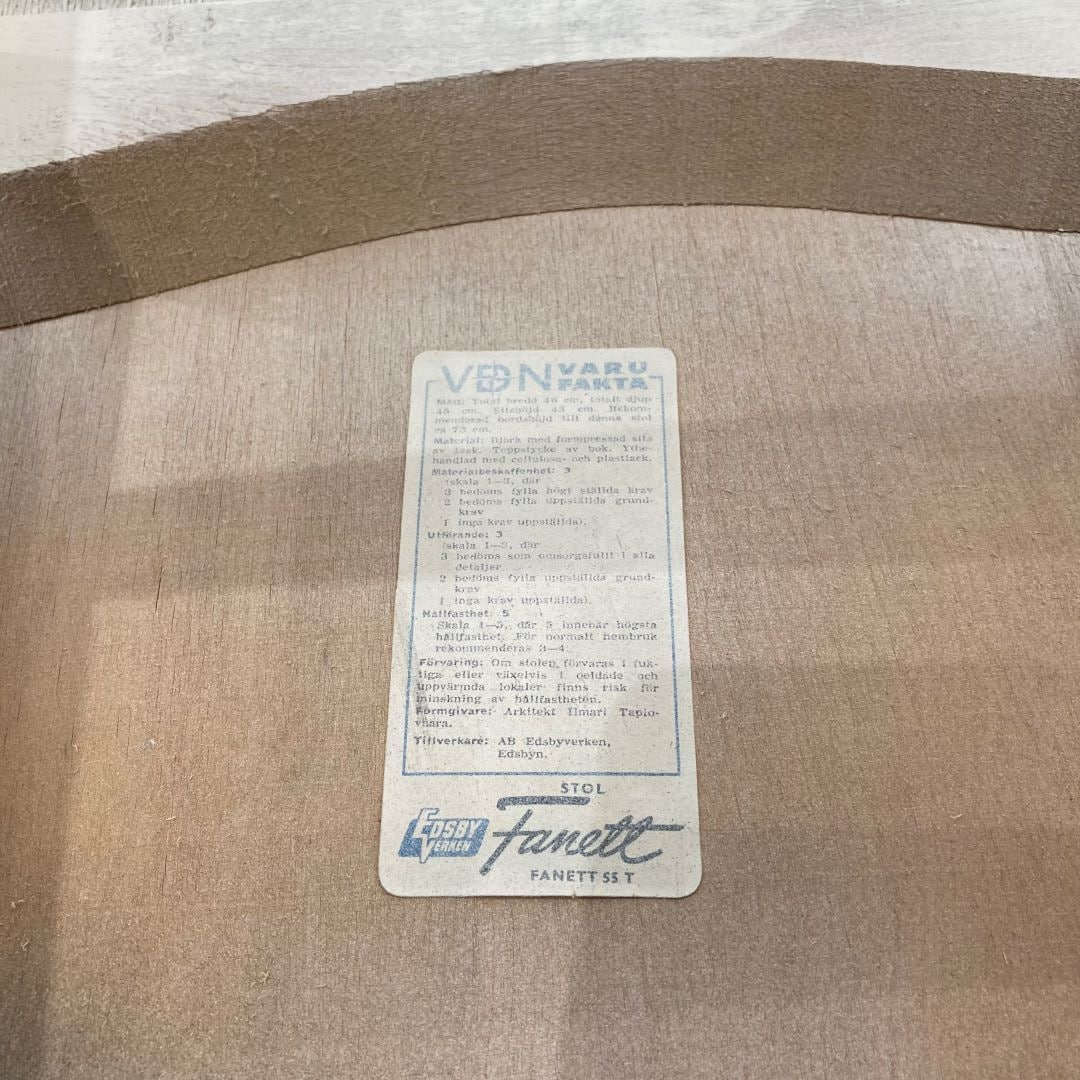 VDN VARU
FAKTA
Mått: Total bredd 46 cm, totalt djup
46 cm. Sitthöjd 43 cm. Rekom-
menderad bordshöjd till denna stol
ca 73 cm.
Material: Björk med formpressad sits
av teak. Toppstycke av bok. Ytbe-
handlad med cellulosa- och plastlack.
Materialbeskaffenhet: 3
(skala 1—3, där
3 bedöms fylla högt ställda krav
2 bedöms fylla uppställda grund-
krav
1 inga krav uppställda).
Utförande: 3
(skala 1—3, där
3 bedöms som omsorgsfullt i alla
detaljer
2 bedöms fylla uppställda grund-
krav
1 inga krav uppställda).
Hållfasthet: 5
Skala 1—5, där 5 innebär högsta
hållfasthet. För normalt hembruk
rekommenderas 3—4.
Förvaring: Om stolen förvaras i fuk-
tiga eller växelvis i oeldade och
uppvärmda lokaler finns risk för
minskning av hållfastheten.
Formgivare: Arkitekt Ilmari Tapio-
vaara.
Tillverkare: AB Edsbyverken,
Edsbyn.
STOL
EDSBY
VERKEN
Fanett
FANETT 55 T